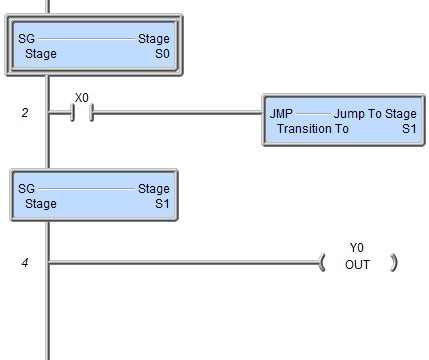 SG Stage
Stage S0
X0
2
JMP Jump To Stage
Transition To S1
SG Stage
Stage S1
Y0
4
OUT